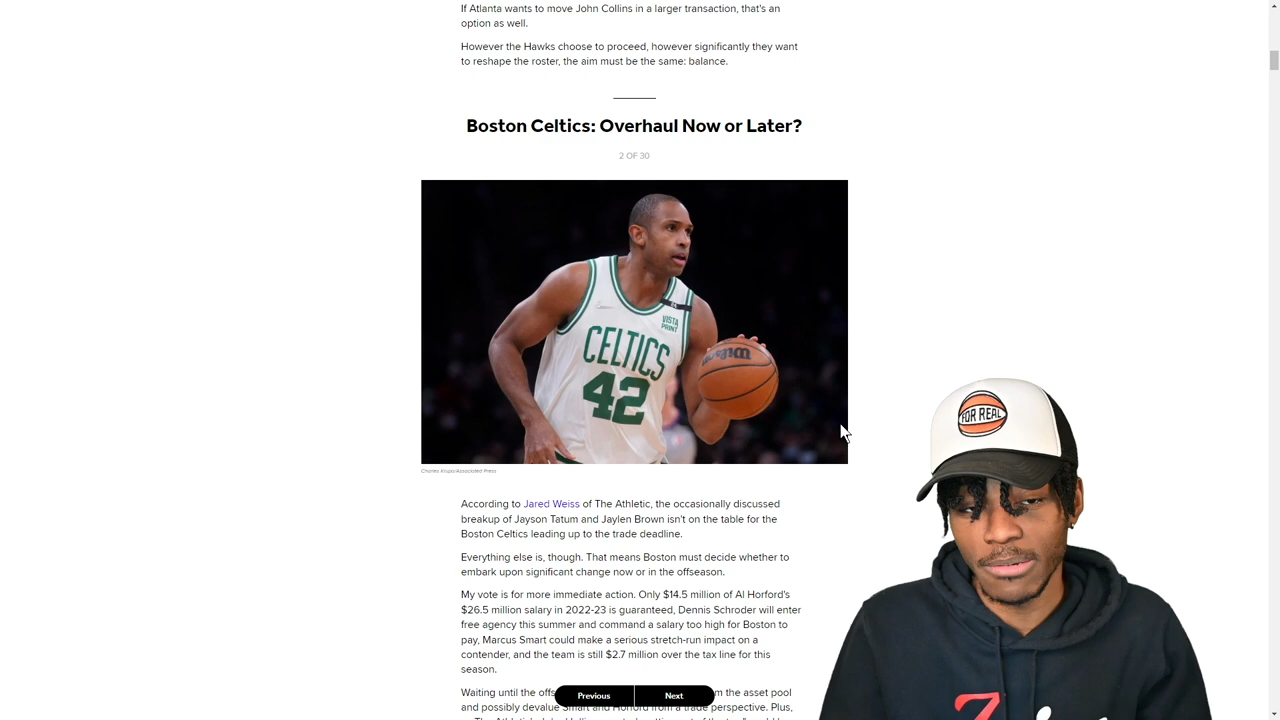 If Atlanta wants to move John Collins in a larger transaction, that's an
option as well.
However the Hawks choose to proceed, however significantly they want
to reshape the roster, the aim must be the same: balance.
Boston Celtics: Overhaul Now or Later?
2 OF 30
VISTA
PRINT
CELTICS
42
Wilson
FOR REAL
Charles Krupa/Associated Press
According to Jared Weiss of The Athletic, the occasionally discussed
breakup of Jayson Tatum and Jaylen Brown isn't on the table for the
Boston Celtics leading up to the trade deadline.
Everything else is, though. That means Boston must decide whether to
embark upon significant change now or in the offseason.
My vote is for more immediate action. Only $14.5 million of Al Horford's
$26.5 million salary in 2022-23 is guaranteed, Dennis Schroder will enter
free agency this summer and command a salary too high for Boston to
pay, Marcus Smart could make a serious stretch-run impact on a
contender, and the team is still $2.7 million over the tax line for this
season.
Waiting until the offs
m the asset pool
Previous
Next
and possibly devalue Smart and Horford from a trade perspective. Plus,